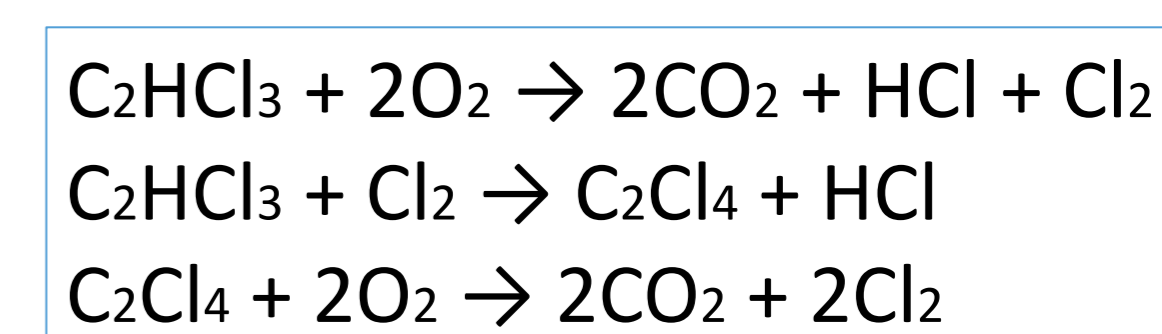 C2HCl3 + 2O2 → 2CO2 + HCl + Cl2
C2HCl3 + Cl2 → C2Cl4 + HCl
C2Cl4 + 2O2 → 2CO2 + 2Cl2